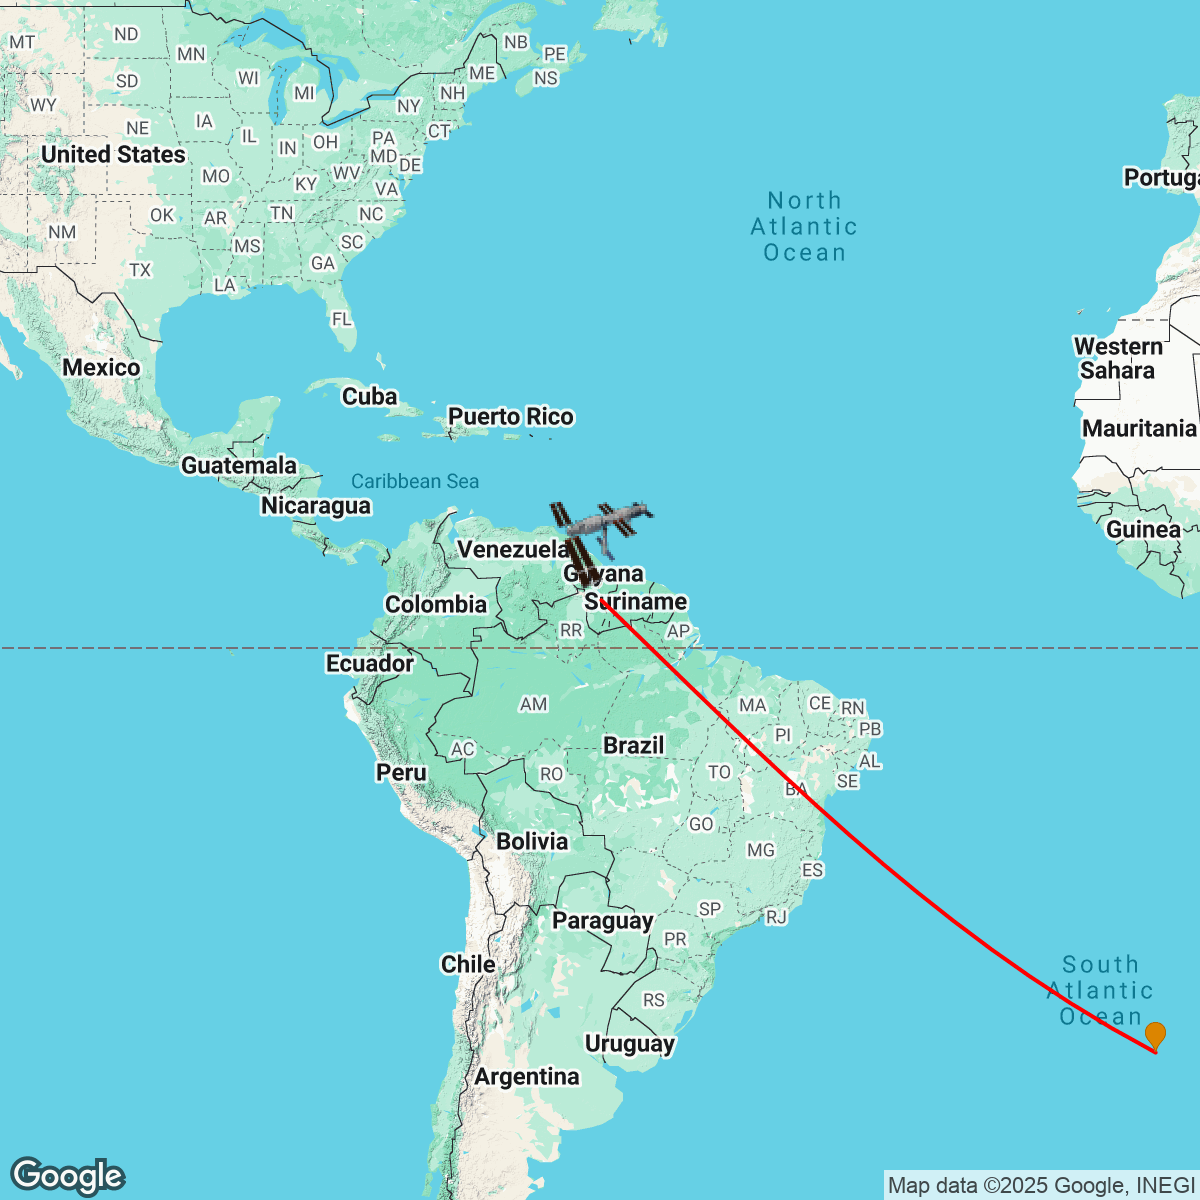 NB
ND
MT
MN
PE
ME
WI
NS
SD
MI
NH
WY
NY
IA
NE
CT
IL
PA
OH
IN
United States
MD
DE
WV
MO
Portuga
KY
VA
North
Atlantic
Ocean
TN
NC
OK
AR
NM
SC
MS
GA
TX
LA
FL
Western
Sahara
Mexico
Cuba
Puerto Rico
Mauritania
Guatemala
Caribbean Sea
Nicaragua
Guinea
Venezuela
Guyana
Suriname
Colombia
RR
AP
Ecuador
AM
MA
CE
RN
PI
PB
Brazil
AC
AL
Peru
RO
TO
SE
BA
GO
Bolivia
MG
ES
SP
RJ
Paraguay
PR
Chile
South
Atlantic
Ocean
RS
Uruguay
Argentina
Google
Map data ©2025 Google, INEGI